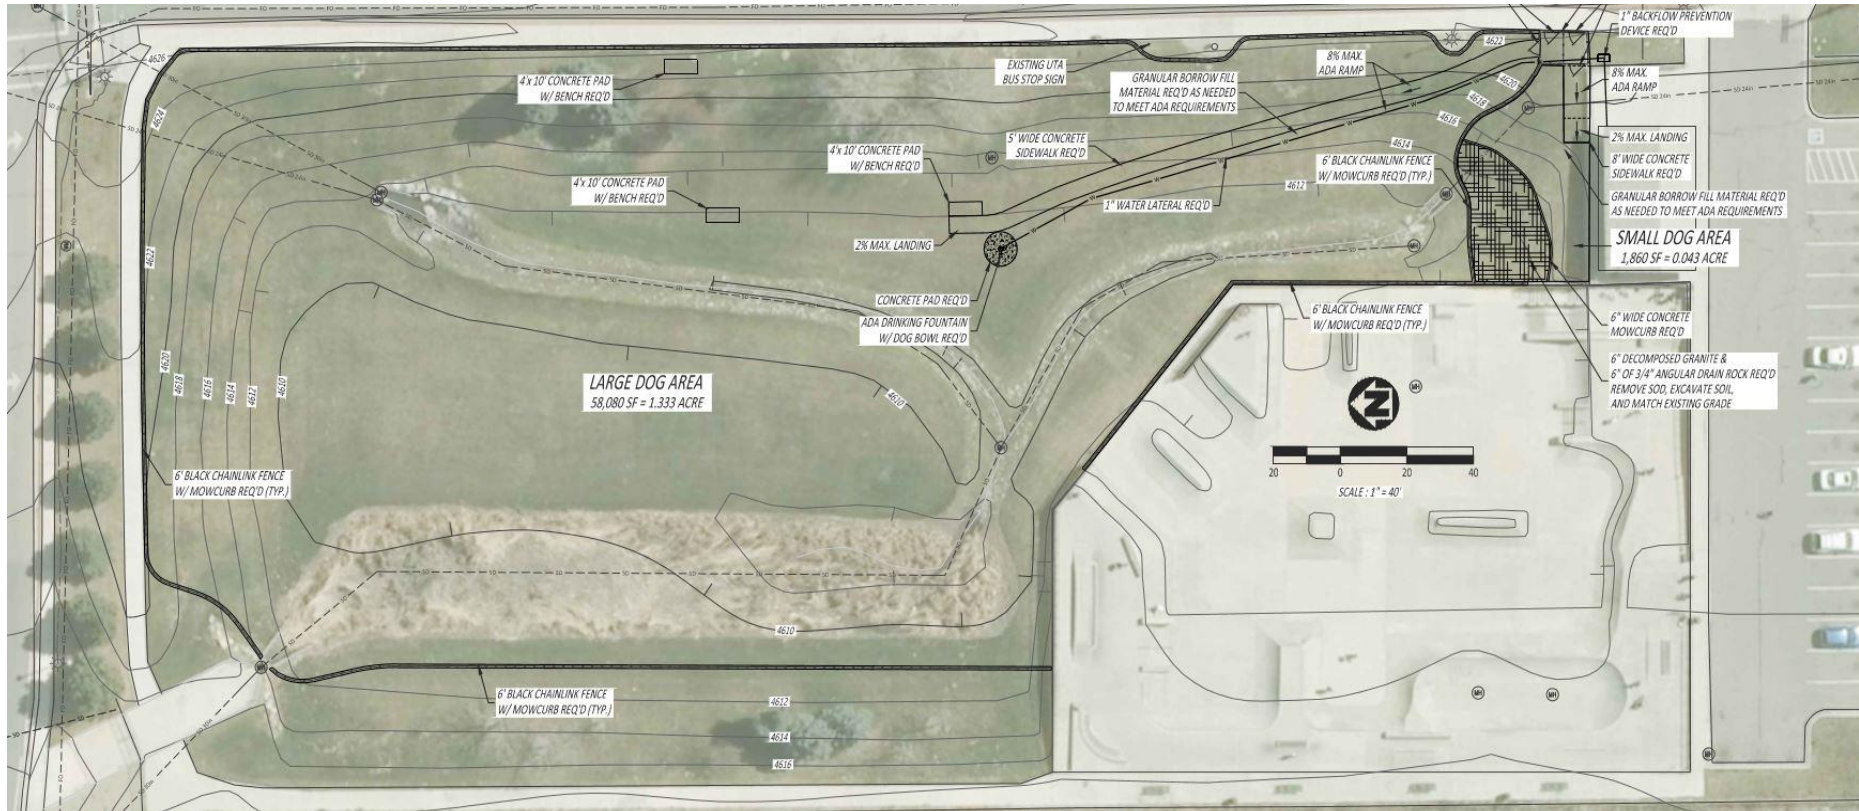 1" BACKFLOW PREVENTION
DEVICE REQ'D
4626
4622
EXISTING UTA
BUS STOP SIGN
8% MAX.
ADA RAMP
8% MAX.
ADA RAMP
4'x 10' CONCRETE PAD
W/ BENCH REQ'D
GRANULAR BORROW FILL
MATERIAL REQ'D AS NEEDED
TO MEET ADA REQUIREMENTS
4620
4618
4616
4614
SD 24in
4624
2% MAX. LANDING
5' WIDE CONCRETE
SIDEWALK REQ'D
4'x 10' CONCRETE PAD
W/ BENCH REQ'D
6' BLACK CHAINLINK FENCE
W/ MOWCURB REQ'D (TYP.)
8' WIDE CONCRETE
SIDEWALK REQ'D
4'x 10' CONCRETE PAD
W/ BENCH REQ'D
4612
1" WATER LATERAL REQ'D
GRANULAR BORROW FILL MATERIAL REQ'D
AS NEEDED TO MEET ADA REQUIREMENTS
2% MAX. LANDING
SMALL DOG AREA
1,860 SF = 0.043 ACRE
4622
CONCRETE PAD REQ'D
ADA DRINKING FOUNTAIN
W/ DOG BOWL REQ'D
6' BLACK CHAINLINK FENCE
W/ MOWCURB REQ'D (TYP.)
6" WIDE CONCRETE
MOWCURB REQ'D
6" DECOMPOSED GRANITE &
6" OF 3/4" ANGULAR DRAIN ROCK REQ'D
REMOVE SOD, EXCAVATE SOIL,
AND MATCH EXISTING GRADE
4620
4618
4616
4614
4612
4610
LARGE DOG AREA
58,080 SF = 1.333 ACRE
4610
N
20 0 20 40
SCALE : 1" = 40'
6' BLACK CHAINLINK FENCE
W/ MOWCURB REQ'D (TYP.)
4610
6' BLACK CHAINLINK FENCE
W/ MOWCURB REQ'D (TYP.)
4612
4614
4616